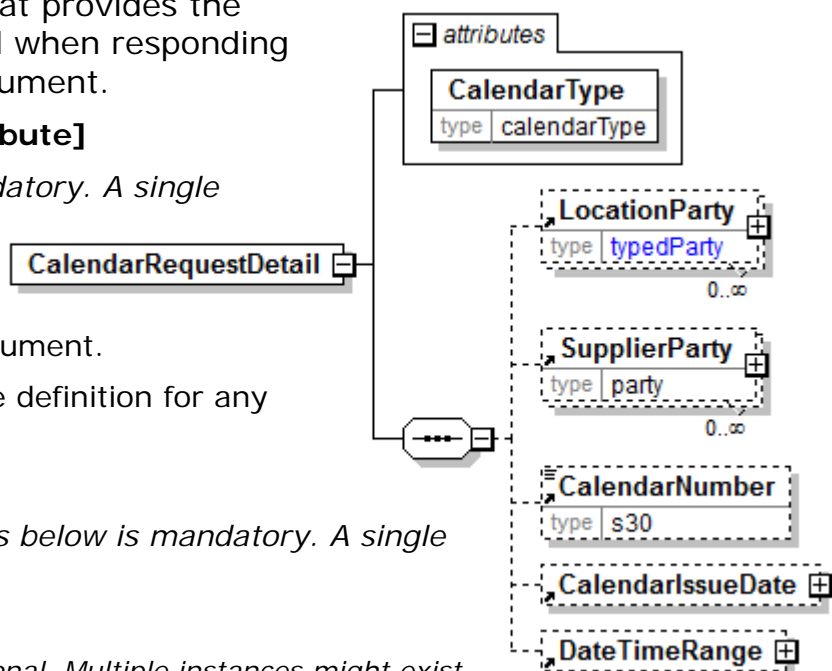 at provides the
when responding
ument.
bute]
datory. A single
ument.
e definition for any
s below is mandatory. A single
onal. Multiple instances might exist
attributes
CalendarType
type calendarType
CalendarRequestDetail
LocationParty
type typedParty
0..∞
SupplierParty
type party
0..∞
CalendarNumber
type s30
CalendarIssueDate
DateTimeRange